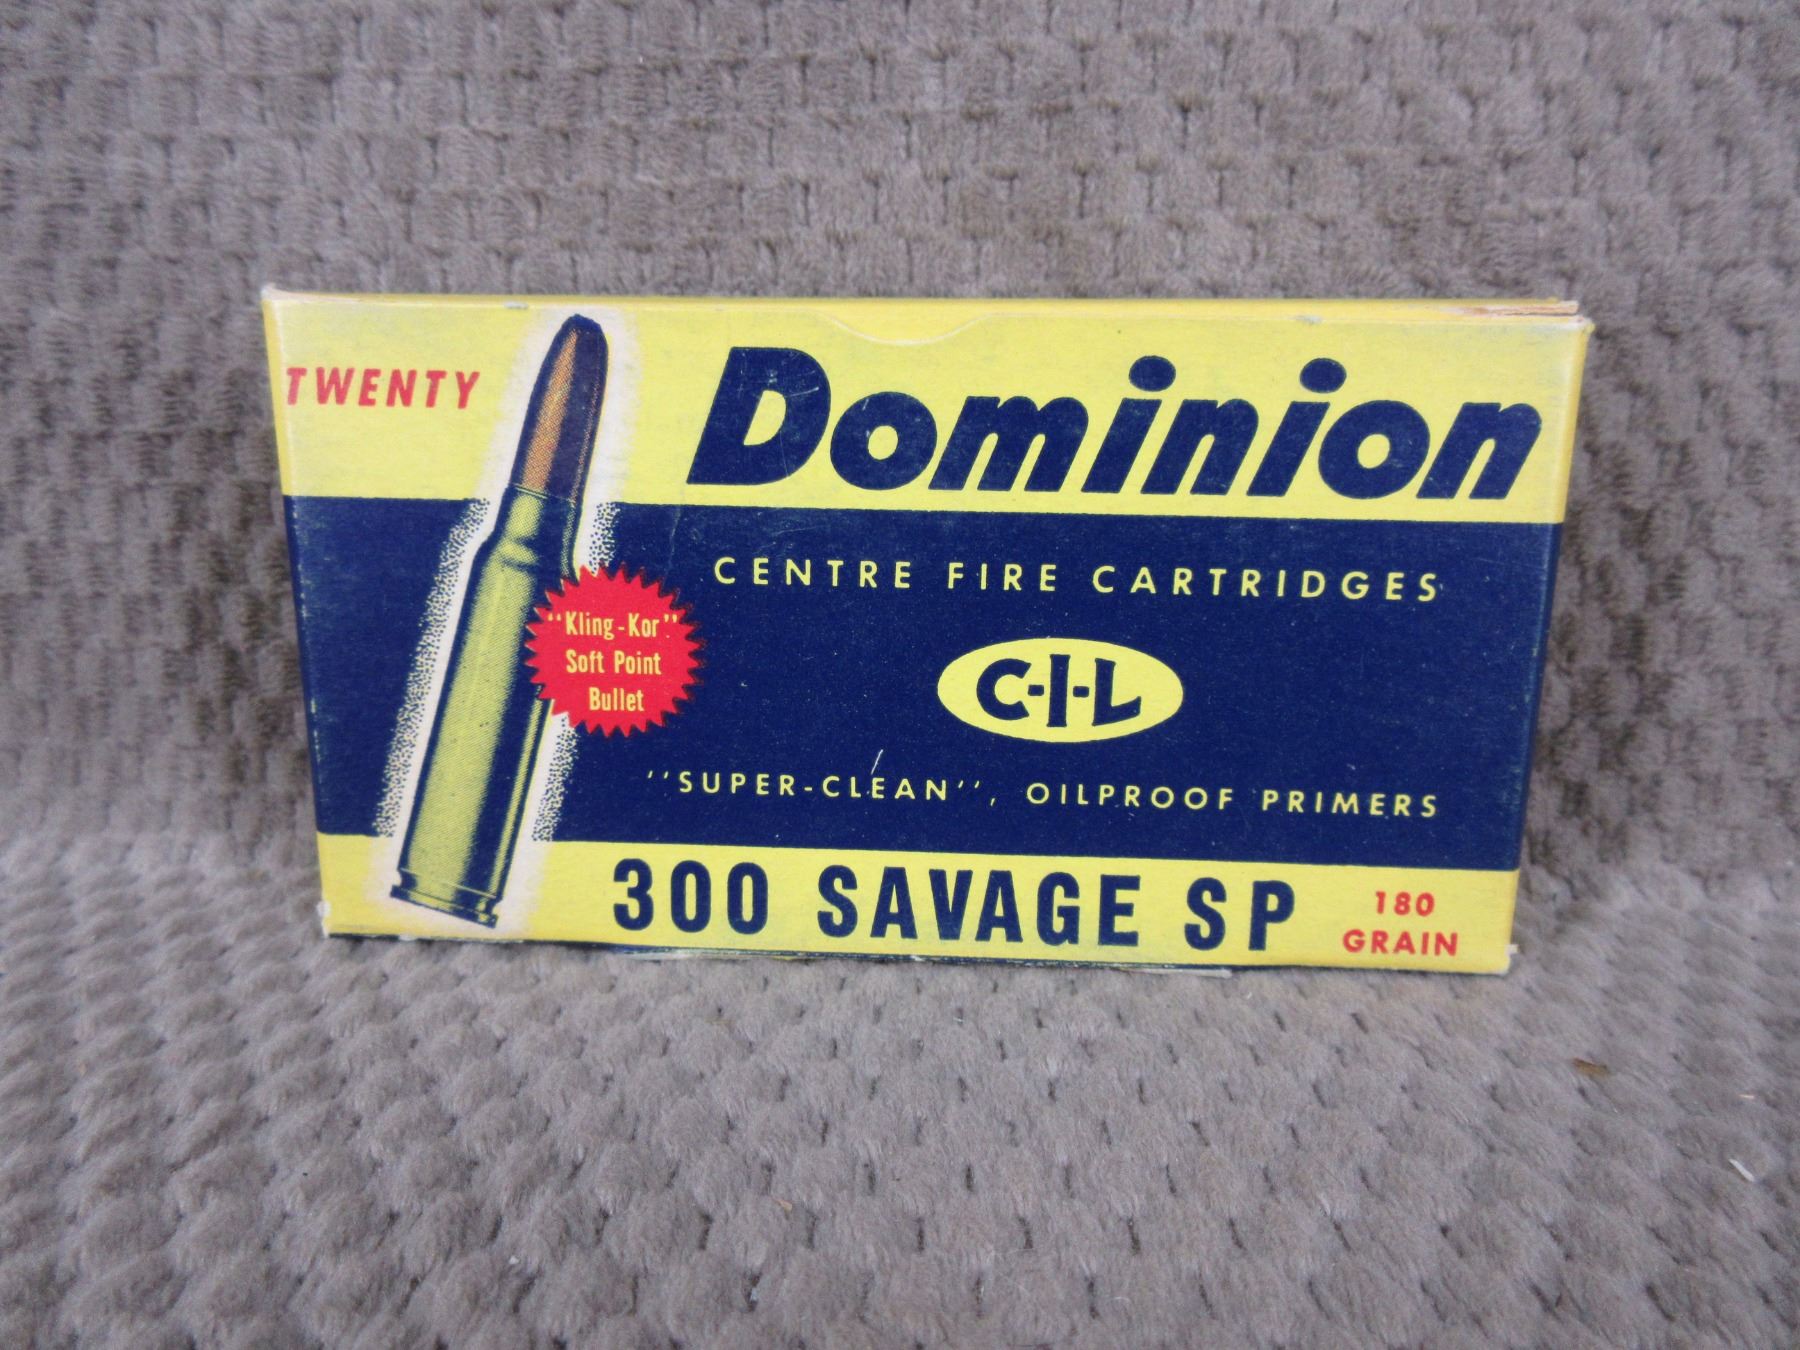 TWENTY
Dominion
CENTRE FIRE CARTRIDGES
"Kling-Kor"
Soft Point
Bullet
C-I-L
"SUPER-CLEAN", OILPROOF PRIMERS
300 SAVAGE SP
180
GRAIN